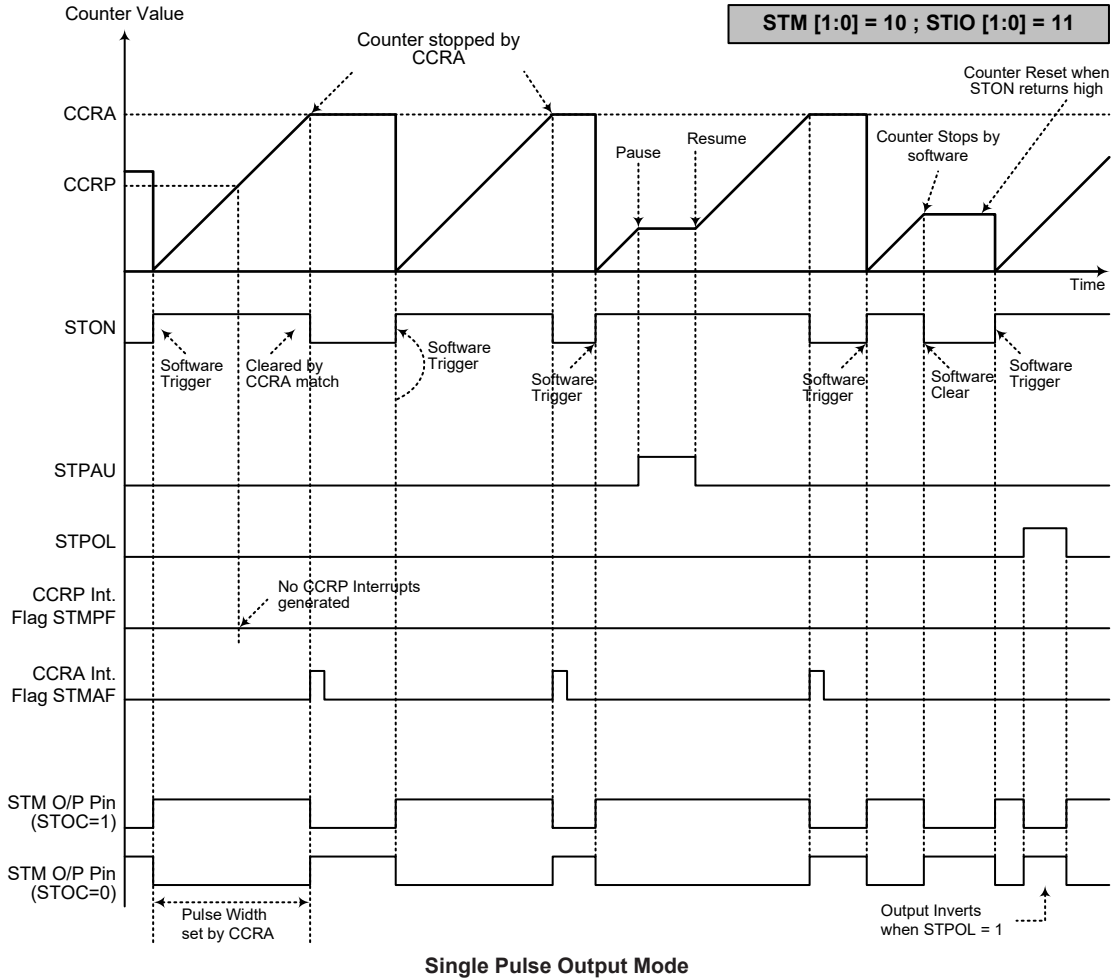 Counter Value
STM [1:0] = 10 ; STIO [1:0] = 11
Counter stopped by
CCRA
Counter Reset when
STON returns high
CCRA
Pause
Resume
Counter Stops by
software
CCRP
Time
STON
Software
Trigger
Cleared by
CCRA match
Software
Trigger
Software
Trigger
Software
Trigger
Software
Clear
Software
Trigger
STPAU
STPOL
CCRP Int.
Flag STMPF
No CCRP Interrupts
generated
CCRA Int.
Flag STMAF
STM O/P Pin
(STOC=1)
STM O/P Pin
(STOC=0)
Pulse Width
set by CCRA
Output Inverts
when STPOL = 1
Single Pulse Output Mode